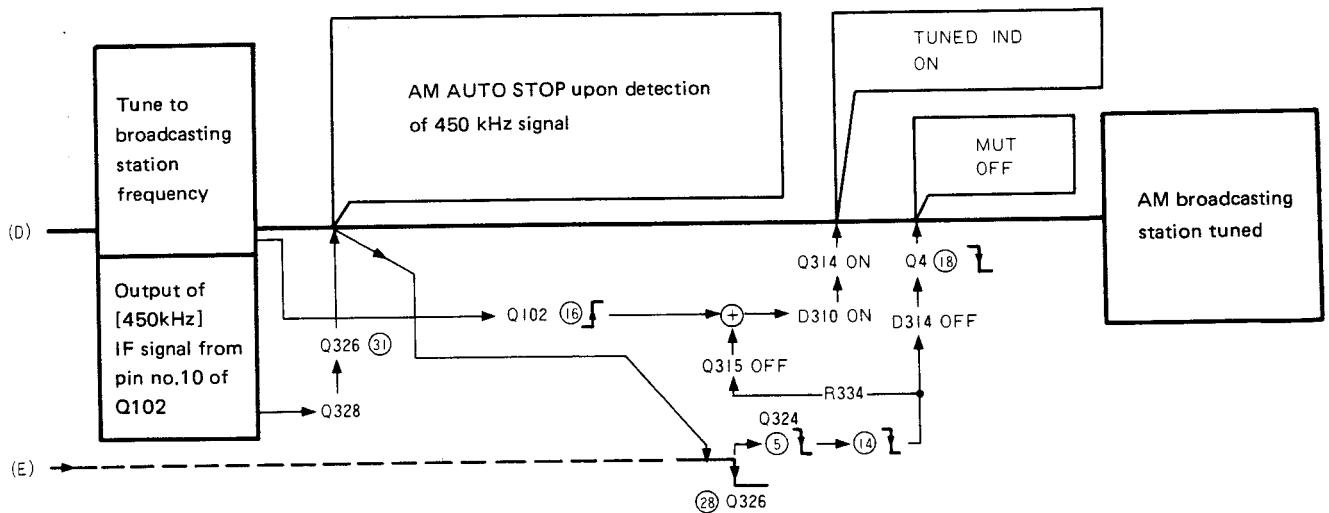 Tune to
broadcasting
station
frequency
Output of
[450kHz]
IF signal from
pin no.10 of
Q102
AM AUTO STOP upon detection
of 450 kHz signal
TUNED IND
ON
MUT
OFF
AM broadcasting
station tuned
(D)
(E)
Q314 ON
Q4 18
Q102 16
+
D310 ON
D314 OFF
Q326 31
Q315 OFF
R334
Q328
Q324
5
14
28 Q326